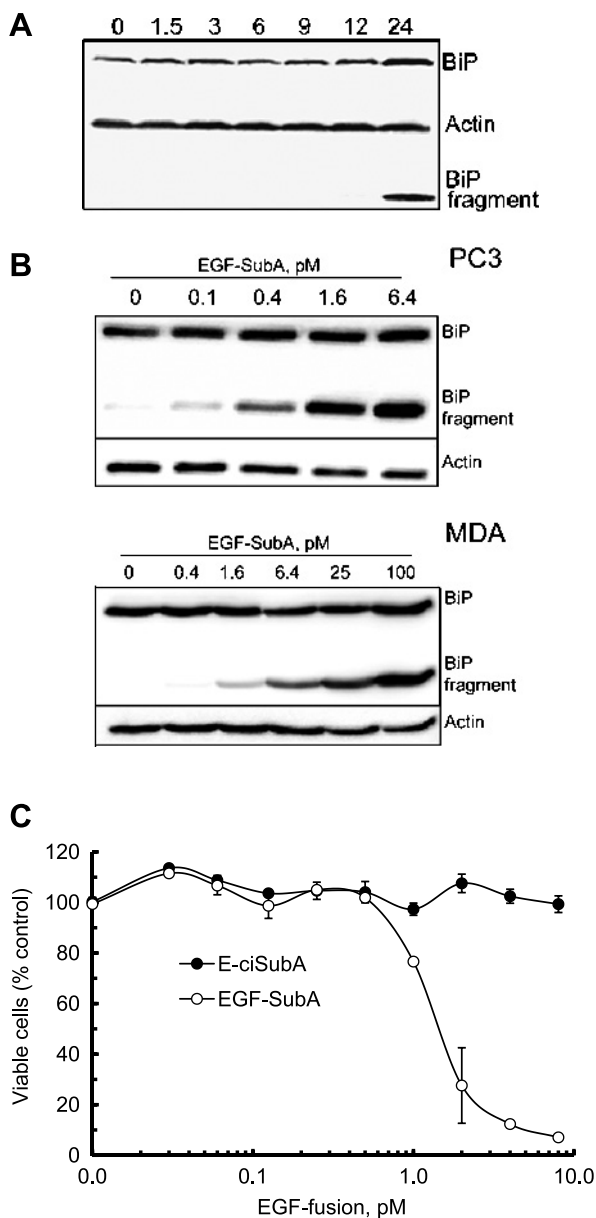 A
0 1.5 3 6 9 12 24
BiP
Actin
BiP
fragment
B
PC3
EGF-SubA, pM
0 0.1 0.4 1.6 6.4
BiP
BiP
fragment
Actin
MDA
EGF-SubA, pM
0 0.4 1.6 6.4 25 100
BiP
BiP
fragment
Actin
C
120
100
80
60
40
20
0
Viable cells (% control)
E-ciSubA
EGF-SubA
0.0 0.1 1.0 10.0
EGF-fusion, pM